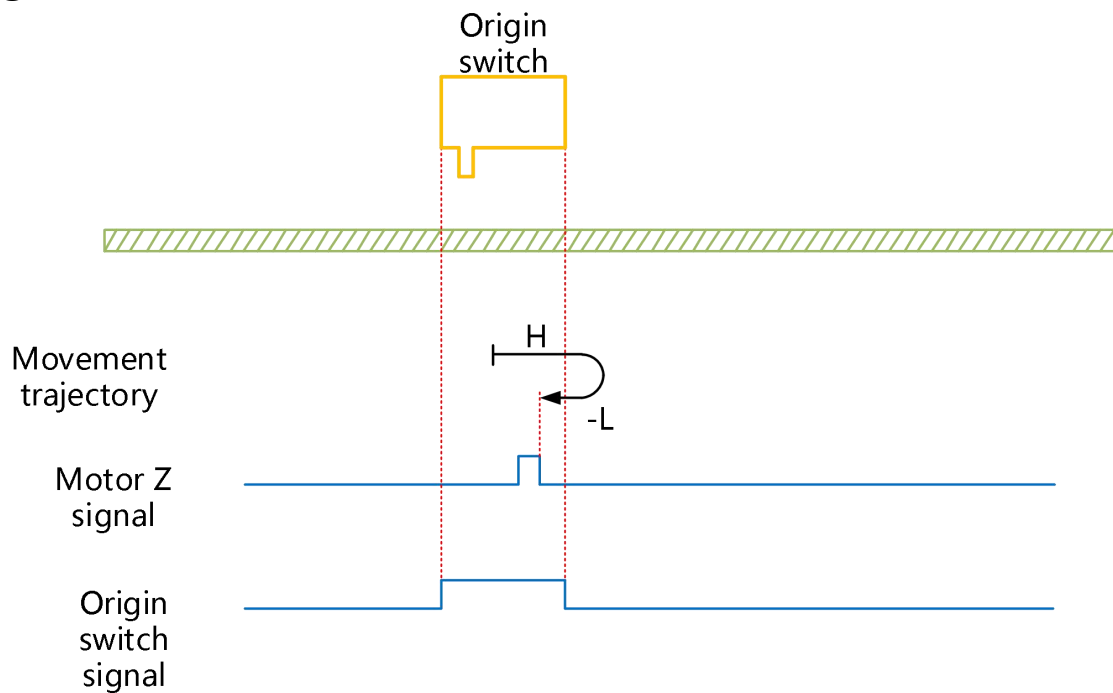 Origin
switch
H
Movement
trajectory
-L
Motor Z
signal
Origin
switch
signal